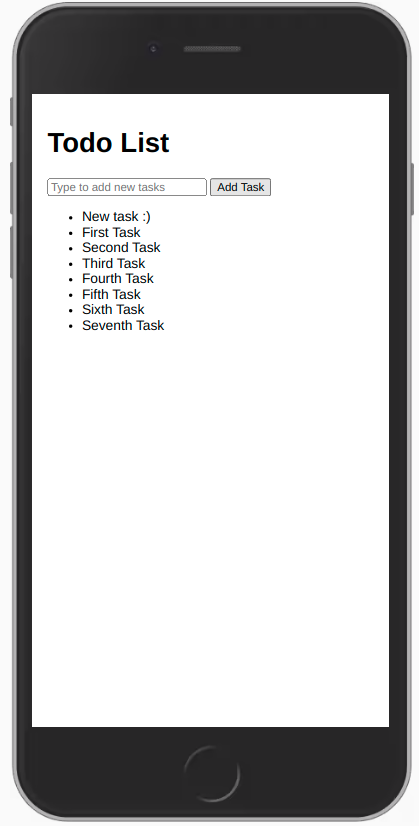 Todo List
Type to add new tasks Add Task
New task :)
First Task
Second Task
Third Task
Fourth Task
Fifth Task
Sixth Task
Seventh Task